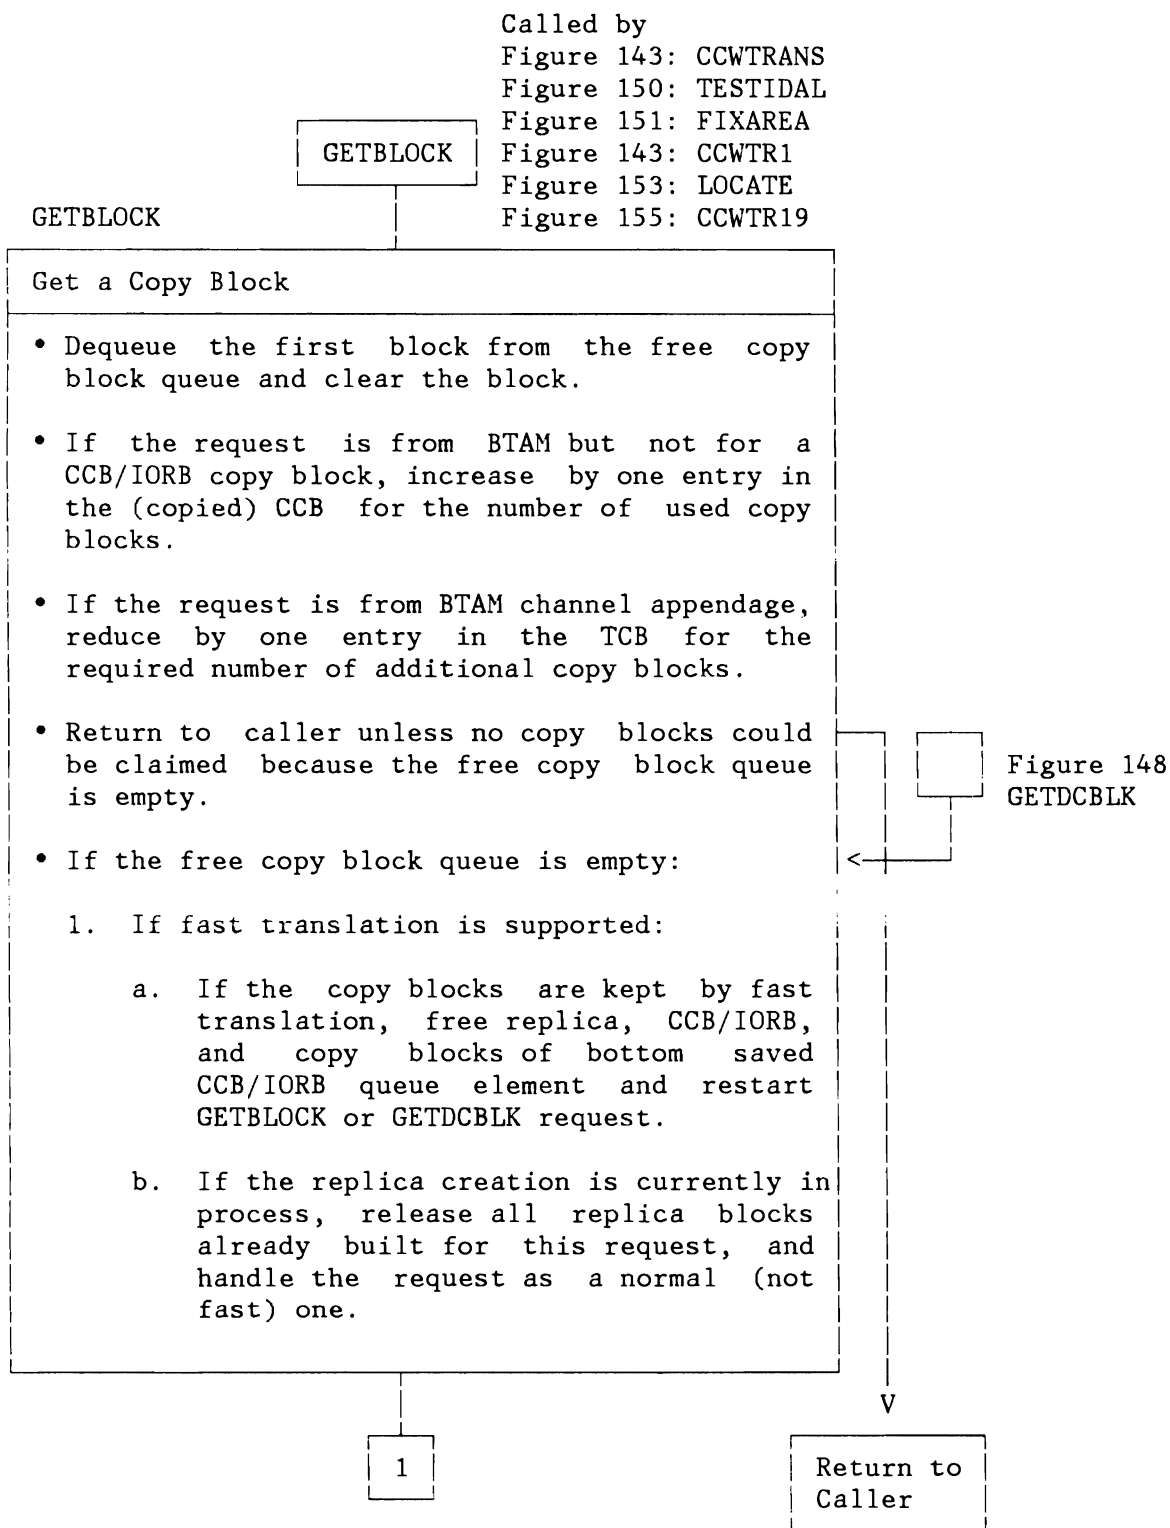 Called by
Figure 143: CCWTRANS
Figure 150: TESTIDAL
Figure 151: FIXAREA
GETBLOCK
Figure 143: CCWTR1
Figure 153: LOCATE
GETBLOCK
Figure 155: CCWTR19
Get a Copy Block
• Dequeue the first block from the free copy
block queue and clear the block.
• If the request is from BTAM but not for a
CCB/IORB copy block, increase by one entry in
the (copied) CCB for the number of used copy
blocks.
• If the request is from BTAM channel appendage,
reduce by one entry in the TCB for the
required number of additional copy blocks.
• Return to caller unless no copy blocks could
be claimed because the free copy block queue
is empty.
Figure 148
GETDCBLK
• If the free copy block queue is empty:
<
1. If fast translation is supported:
a. If the copy blocks are kept by fast
translation, free replica, CCB/IORB,
and copy blocks of bottom saved
CCB/IORB queue element and restart
GETBLOCK or GETDCBLK request.
b. If the replica creation is currently in
process, release all replica blocks
already built for this request, and
handle the request as a normal (not
fast) one.
V
1
Return to
Caller